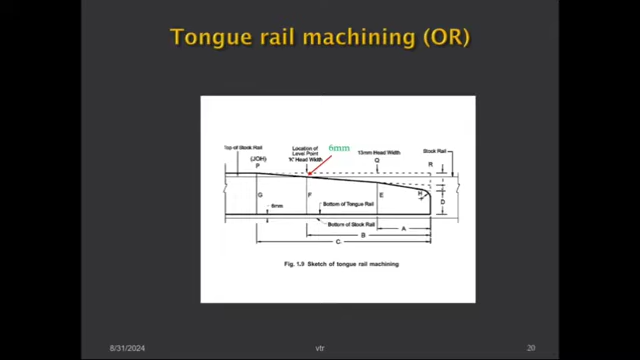 Tongue rail machining (OR)
6mm
Top of Stock Rail
Location of
Level Point
'K' Head Width
13mm Head Width
Stock Rail
(JOH)
P
Q
R
G
F
E
H
D
6mm
Bottom of Tongue Rail
Bottom of Stock Rail
A
B
C
Fig. 1.9 Sketch of tongue rail machining
8/31/2024
vtr
20